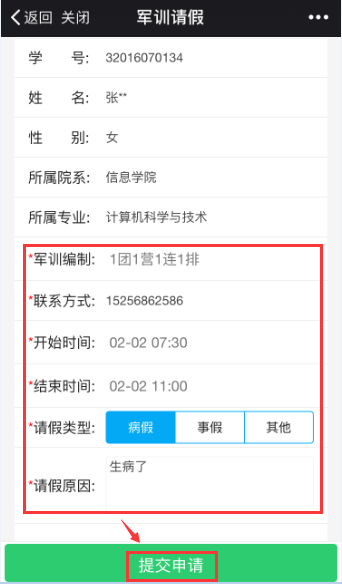 返回 关闭 军训请假
学 号: 32016070134
姓 名: 张**
性 别: 女
所属院系: 信息学院
所属专业: 计算机科学与技术
*军训编制: 1团1营1连1排
*联系方式: 15256862586
*开始时间: 02-02 07:30
*结束时间: 02-02 11:00
*请假类型: 病假 事假 其他
*请假原因: 生病了
提交申请